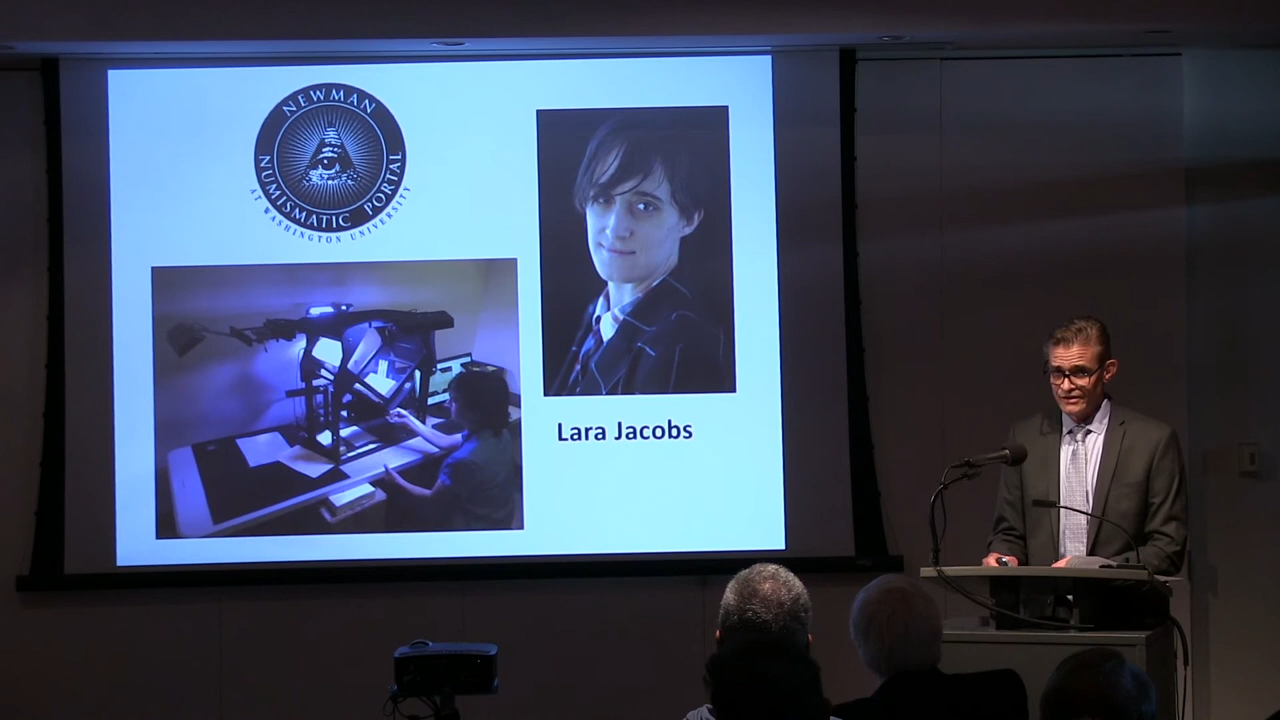 NEWMAN
NUMISMATIC PORTAL
AT WASHINGTON UNIVERSITY
Lara Jacobs